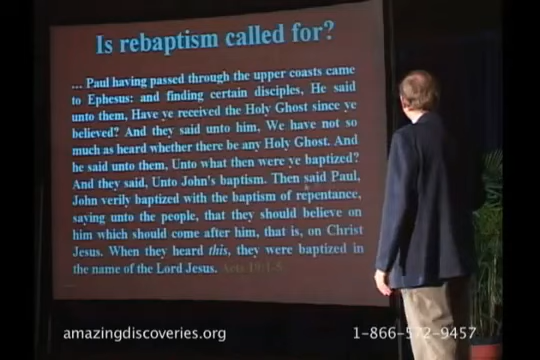 Is rebaptism called for?
... Paul having passed through the upper coasts came
to Ephesus: and finding certain disciples, He said
unto them, Have ye received the Holy Ghost since ye
believed? And they said unto him, We have not so
much as heard whether there be any Holy Ghost. And
he said unto them, Unto what then were ye baptized?
And they said, Unto John's baptism. Then said Paul,
John verily baptized with the baptism of repentance,
saying unto the people, that they should believe on
him which should come after him, that is, on Christ
Jesus. When they heard this, they were baptized in
the name of the Lord Jesus. Acts 19:1-5
amazingdiscoveries.org
1-866-572-9457